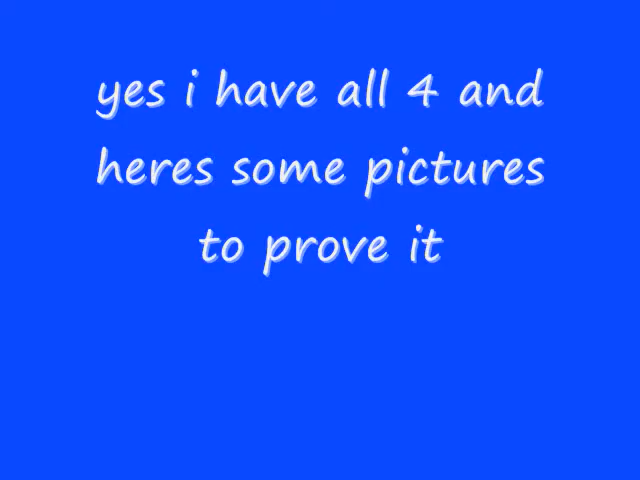 yes i have all 4 and
heres some pictures
to prove it